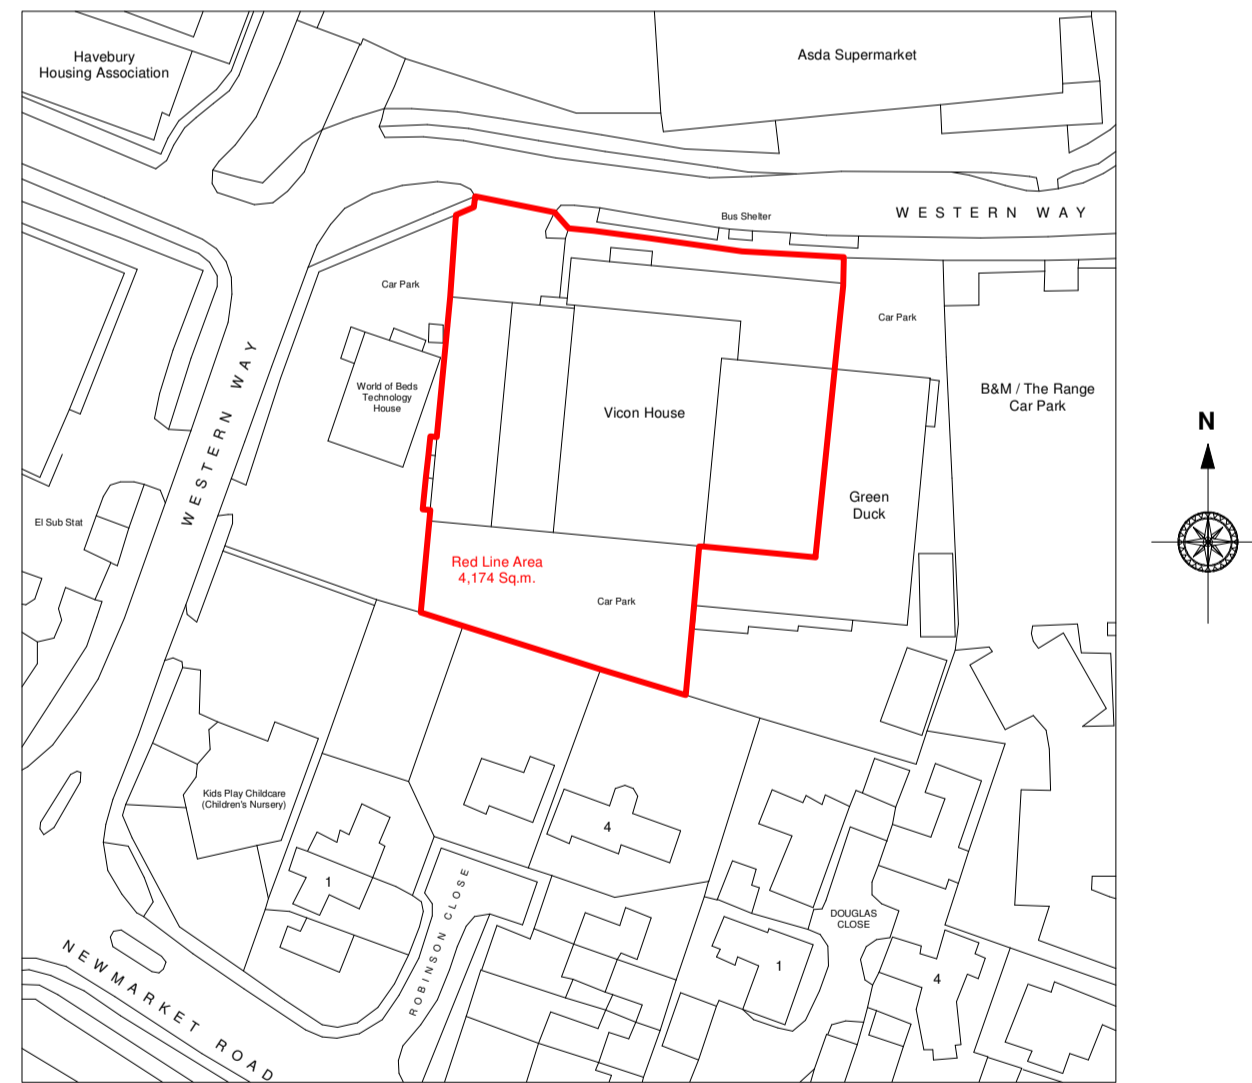 Havebury
Housing Association
Asda Supermarket
Bus Shelter
WESTERN WAY
Car Park
Car Park
World of Beds
Technology
House
B&M / The Range
Car Park
Vicon House
N
WESTERN WAY
Green
Duck
El Sub Stat
Red Line Area
4,174 Sq.m.
Car Park
Kids Play Childcare
(Children's Nursery)
4
1
ROBINSON CLOSE
DOUGLAS
CLOSE
1
4
NEWMARKET ROAD